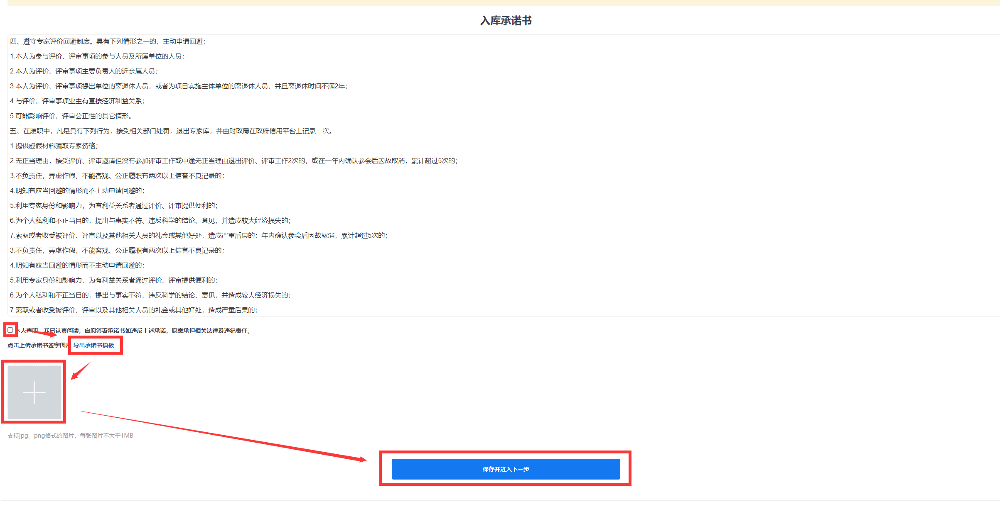 入库承诺书
四、遵守专家评价回避制度。具有下列情形之一的，主动申请回避：
1.本人为参与评价、评审事项的参与人员及所属单位的人员；
2.本人为评价、评审事项主要负责人的近亲属人员；
3.本人为评价、评审事项提出单位的离退休人员，或者为项目实施主体单位的离退休人员，并且离退休时间不满2年；
4.与评价、评审事项业主有直接经济利益关系；
5.可能影响评价、评审公正性的其它情形。
五、在履职中，凡是具有下列行为，接受相关部门处罚，退出专家库，并由财政局在政府信用平台上记录一次。
1.提供虚假材料骗取专家资格；
2.无正当理由，接受评价、评审邀请但没有参加评审工作或中途无正当理由退出评价、评审工作2次的，或在一年内确认参会后因故取消，累计超过5次的；
3.不负责任，弄虚作假，不能客观、公正履职有两次以上信誉不良记录的；
4.明知有应当回避的情形而不主动申请回避的；
5.利用专家身份和影响力，为有利益关系者通过评价、评审提供便利的；
6.为个人私利和不正当目的，提出与事实不符、违反科学的结论、意见，并造成较大经济损失的；
7.索取或者收受被评价、评审以及其他相关人员的礼金或其他好处，造成严重后果的；年内确认参会后因故取消，累计超过5次的；
3.不负责任，弄虚作假，不能客观、公正履职有两次以上信誉不良记录的；
4.明知有应当回避的情形而不主动申请回避的；
5.利用专家身份和影响力，为有利益关系者通过评价、评审提供便利的；
6.为个人私利和不正当目的，提出与事实不符、违反科学的结论、意见，并造成较大经济损失的；
7.索取或者收受被评价、评审以及其他相关人员的礼金或其他好处，造成严重后果的；
本人声明，我已认真阅读，自愿签署承诺书如违反上述承诺，愿意承担相关法律及违纪责任。
点击上传承诺书签字图片 导出承诺书模板
支持jpg、png格式的图片，每张图片不大于1MB
保存并进入下一步